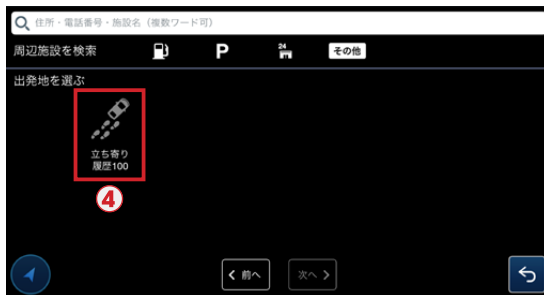 住所・電話番号・施設名（複数ワード可）
周辺施設を検索 P 24 その他
出発地を選ぶ
立ち寄り
履歴100
④
前へ 次へ